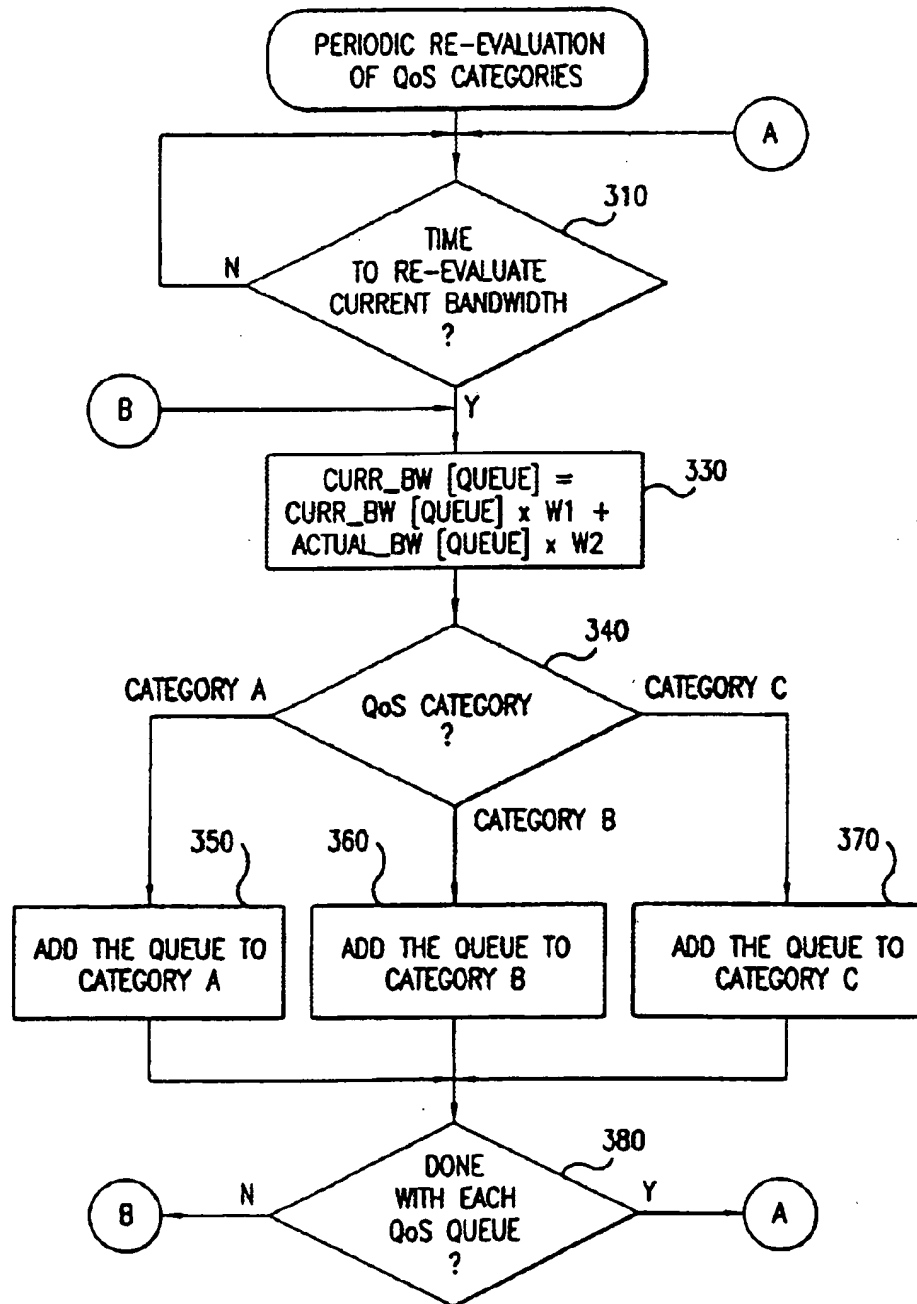 PERIODIC RE-EVALUATION
OF QoS CATEGORIES
A
310
TIME
TO RE-EVALUATE
CURRENT BANDWIDTH
?
N
B
Y
CURR_BW [QUEUE] =
CURR_BW [QUEUE] x W1 +
ACTUAL_BW [QUEUE] x W2
330
340
CATEGORY A
QoS CATEGORY
?
CATEGORY C
CATEGORY B
350
360
370
ADD THE QUEUE TO
CATEGORY A
ADD THE QUEUE TO
CATEGORY B
ADD THE QUEUE TO
CATEGORY C
380
DONE
WITH EACH
QoS QUEUE
?
N
B
Y
A